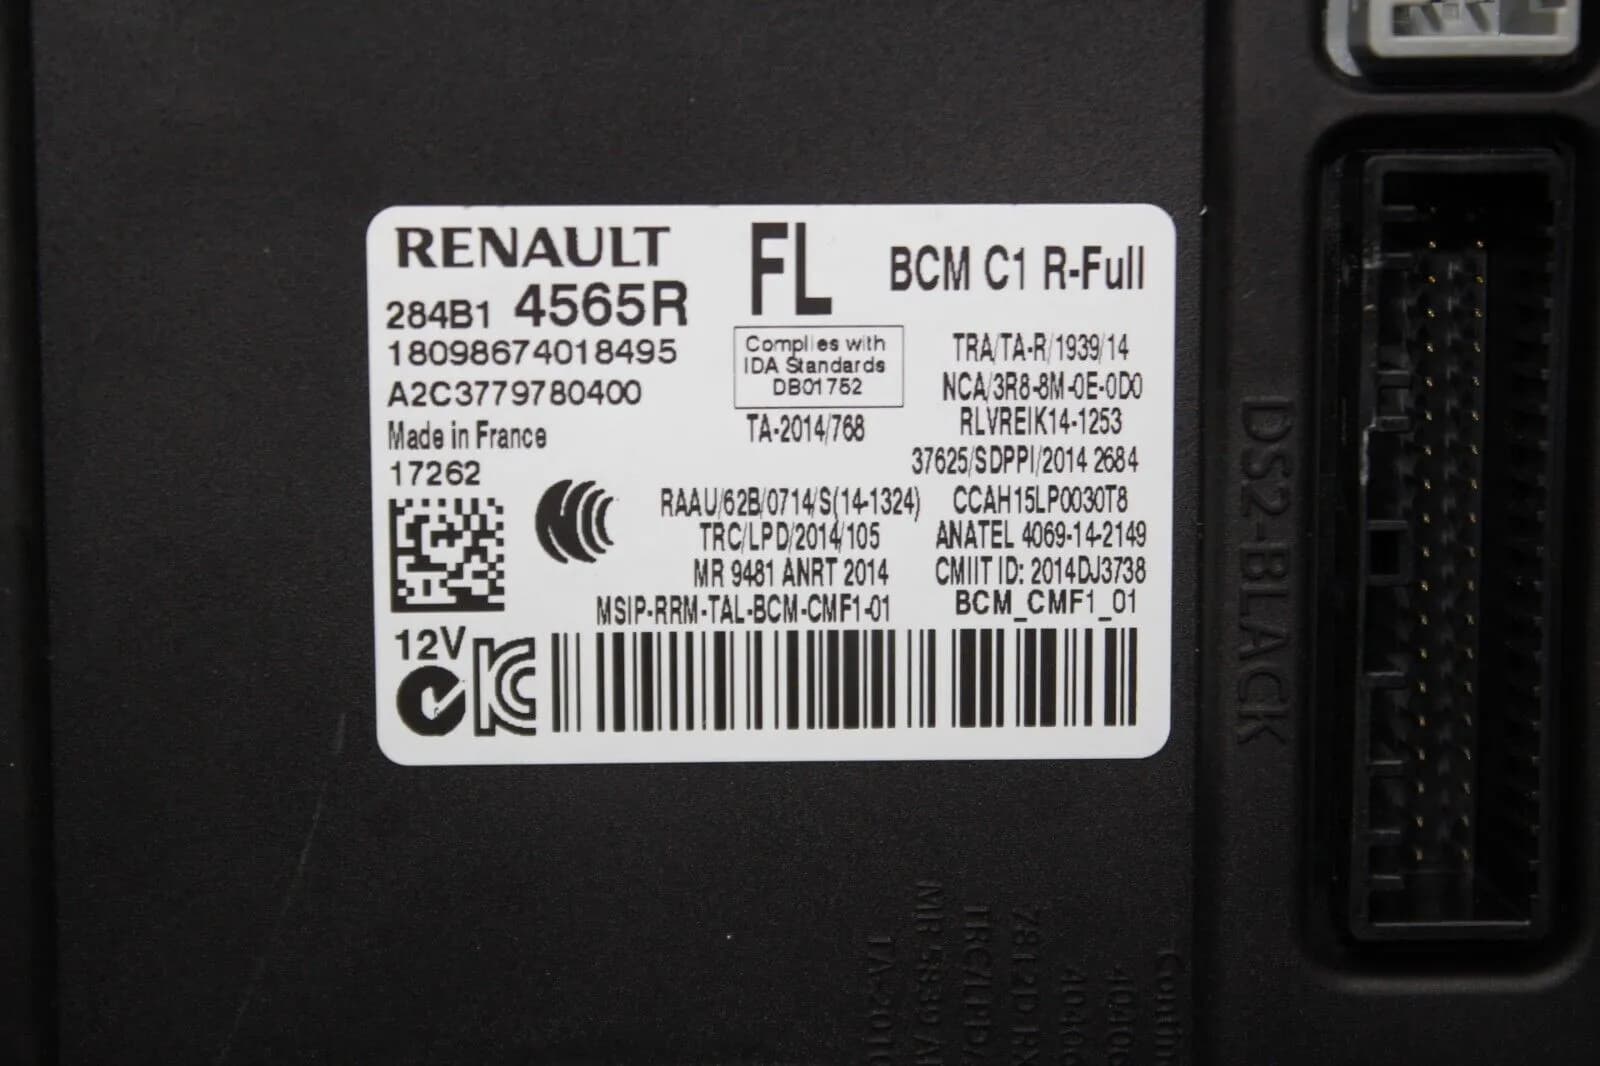 RENAULT
284B1 4565R
18098674018495
A2C3779780400
Made in France
17262
FL
BCM C1 R-Full
Complies with
IDA Standards
DB01752
TA-2014/768
TRA/TA-R/1939/14
NCA/3R8-8M-0E-0D0
RLVREIK14-1253
37625/SDPPI/2014 2684
RAAU/62B/0714/S(14-1324)
CCAH15LP0030T8
TRC/LPD/2014/105
ANATEL 4069-14-2149
MR 9481 ANRT 2014
CMIIT ID: 2014DJ3738
MSIP-RRM-TAL-BCM-CMF1-01
BCM_CMF1_01
12V
DS2-BLACK